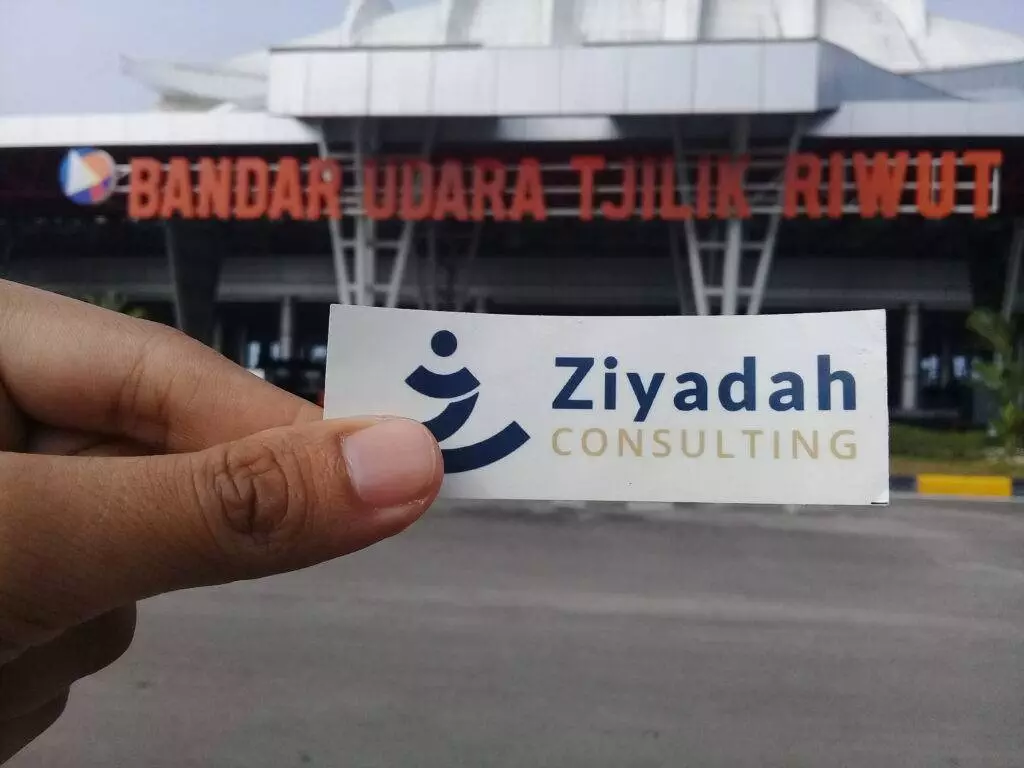 BANDAR UDARA TJILIK RIWUT
Ziyadah
CONSULTING